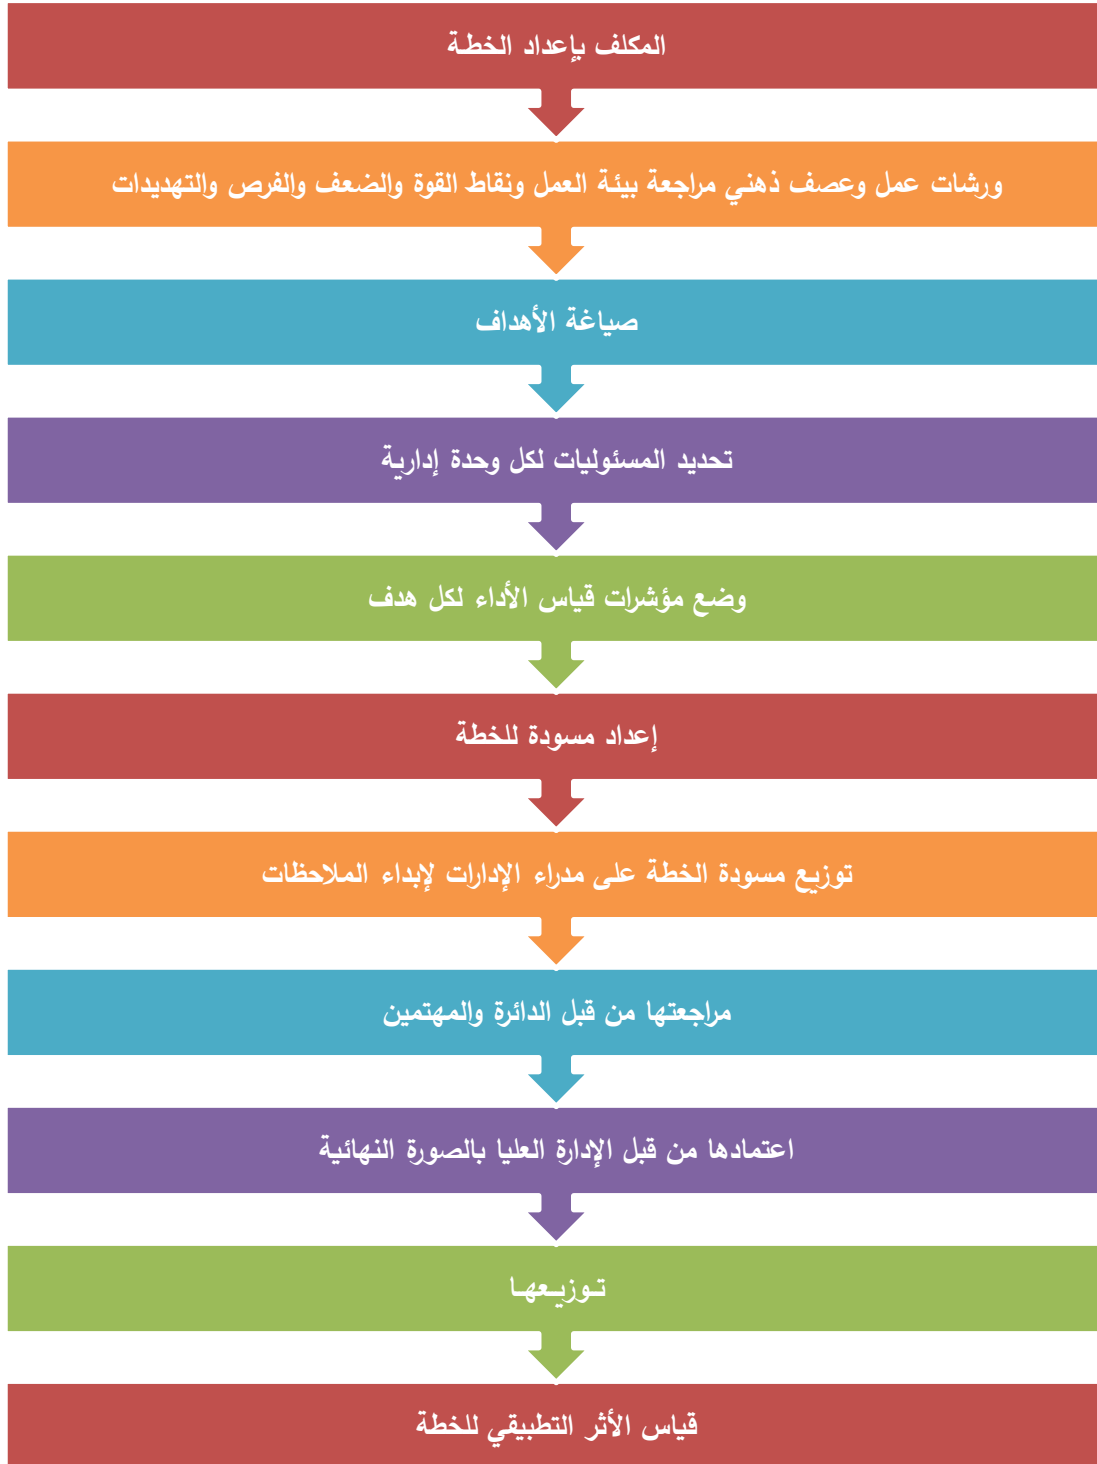 المكلف بإعداد الخطة
ورشات عمل وعصف ذهني مراجعة بيئة العمل ونقاط القوة والضعف والفرص والتهديدات
صياغة الأهداف
تحديد المسئوليات لكل وحدة إدارية
وضع مؤشرات قياس الأداء لكل هدف
إعداد مسودة للخطة
توزيع مسودة الخطة على مدراء الإدارات لإبداء الملاحظات
مراجعتها من قبل الدائرة والمهتمين
اعتمادها من قبل الإدارة العليا بالصورة النهائية
تـوزيـعهـا
قياس الأثر التطبيقي للخطة